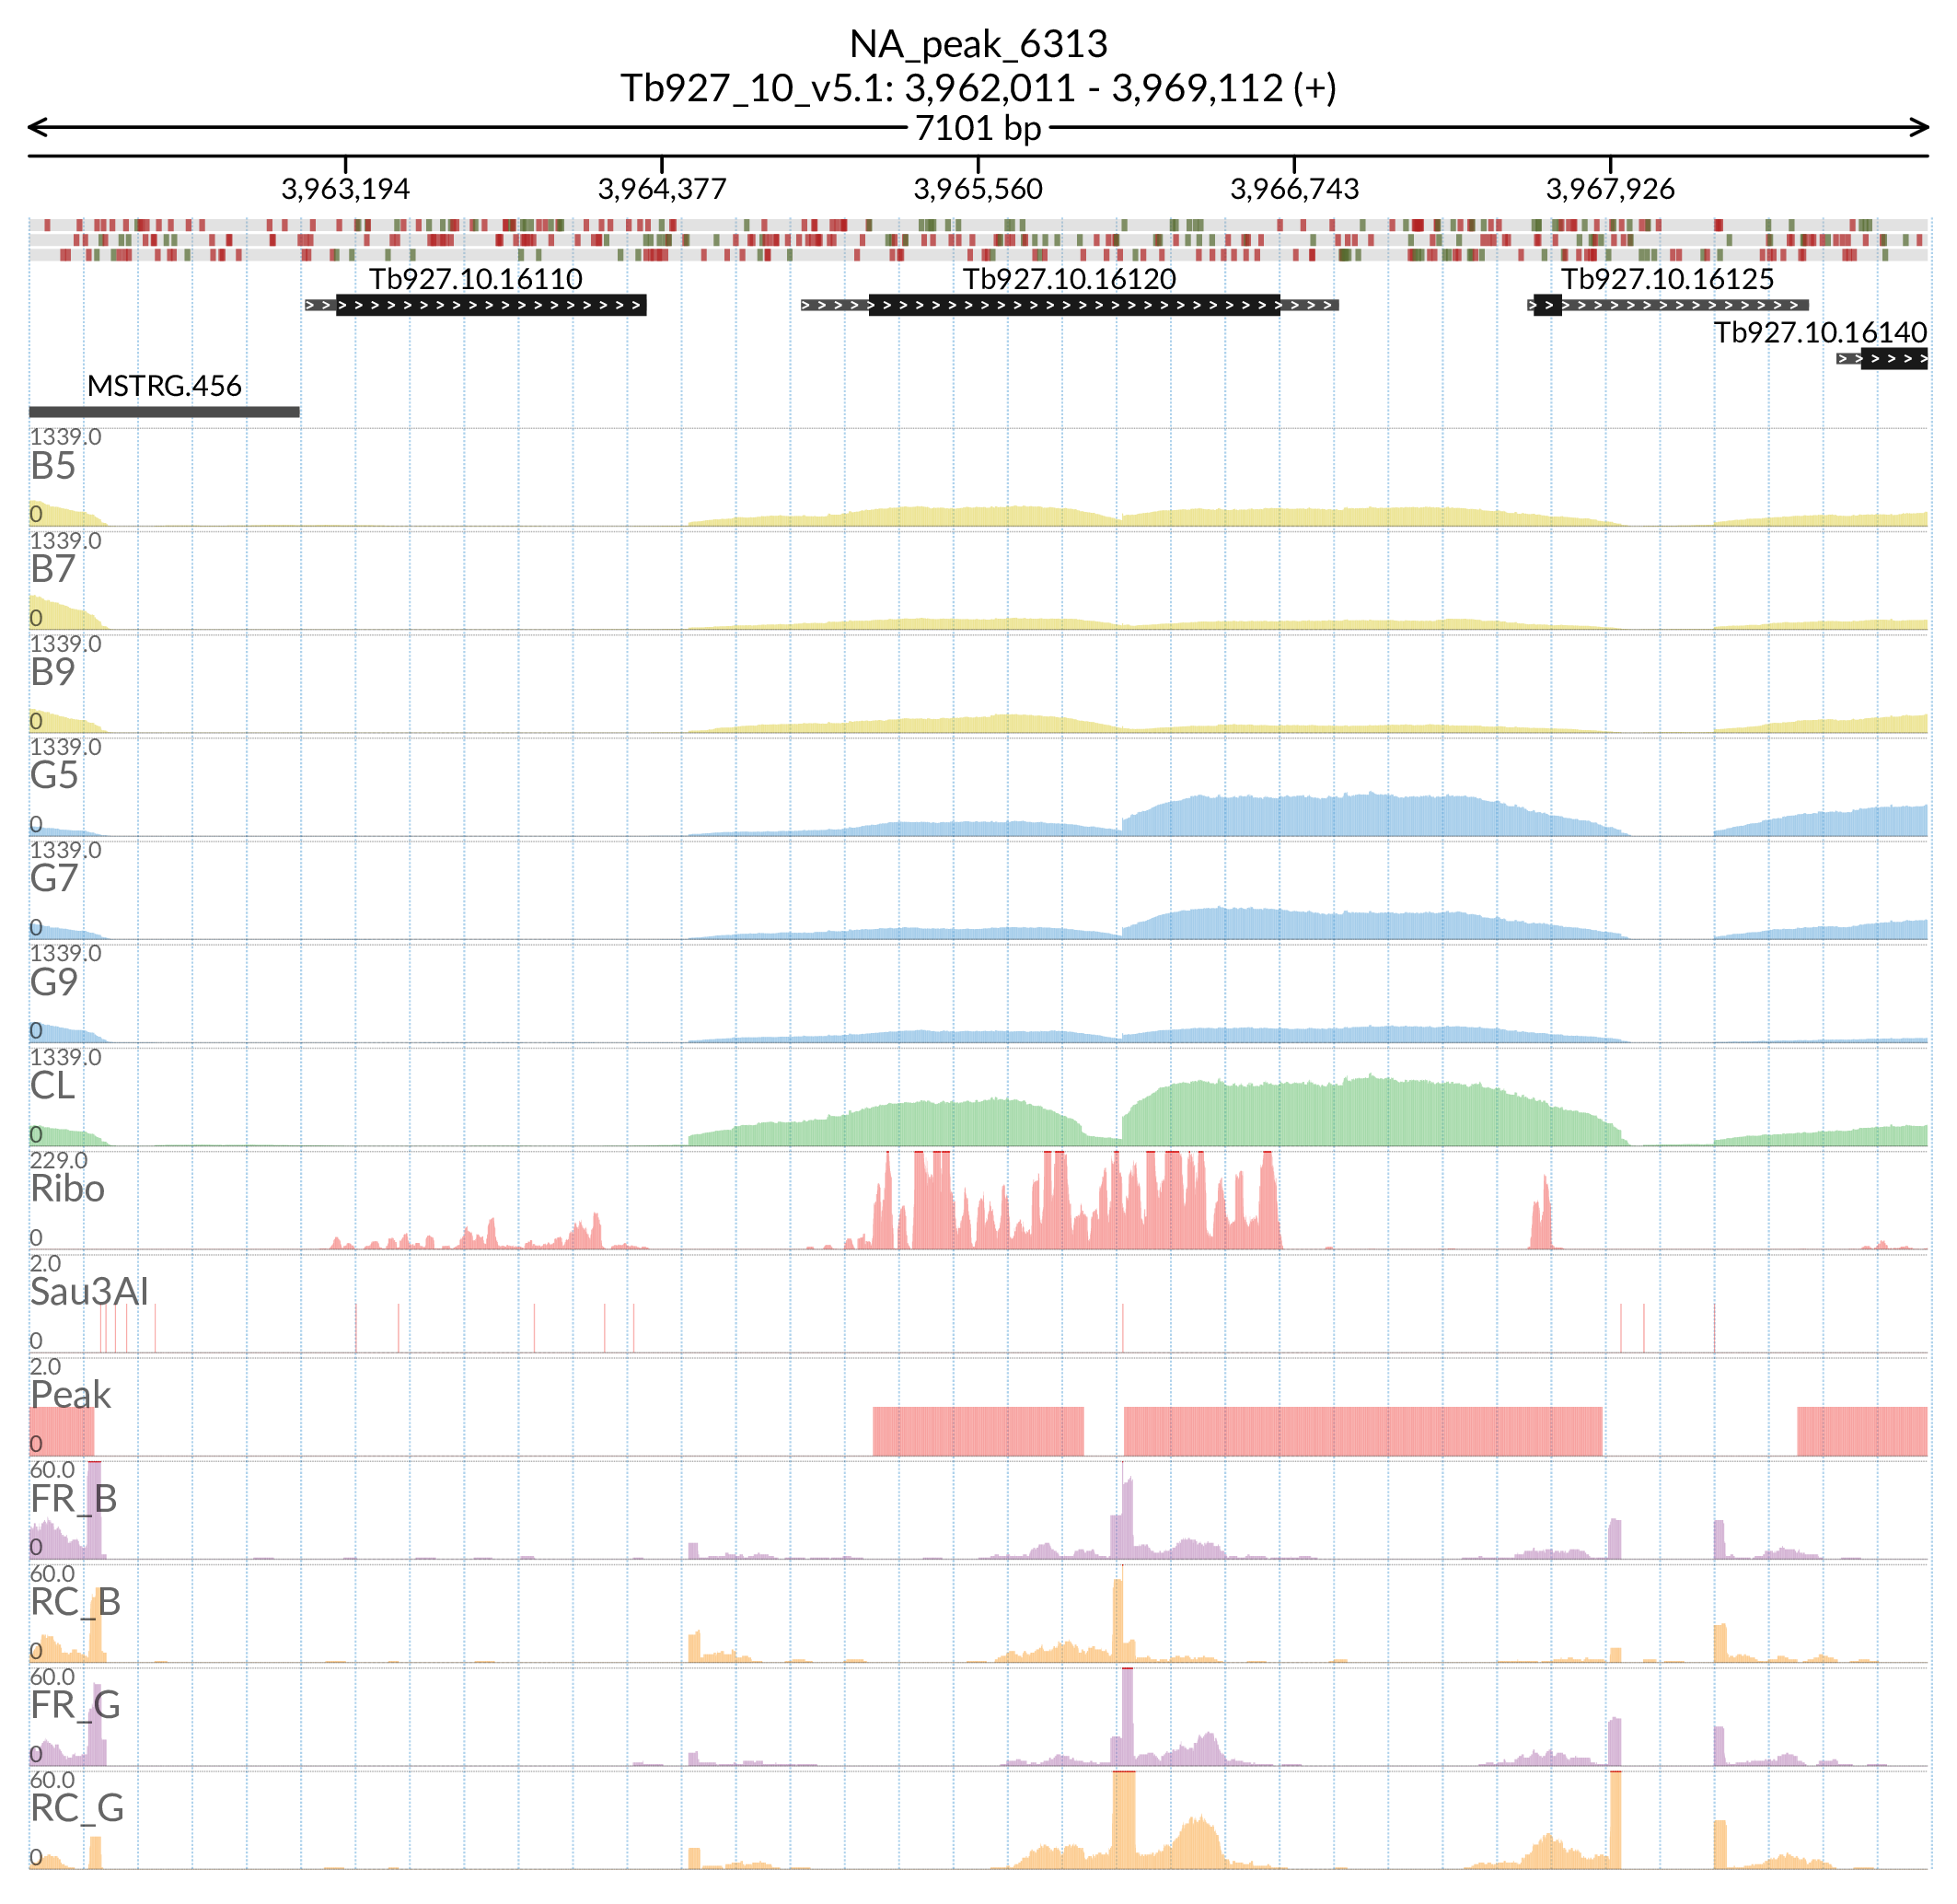 NA_peak_6313
Tb927_10_v5.1: 3,962,011 - 3,969,112 (+)
7101 bp
3,963,194 3,964,377 3,965,560 3,966,743 3,967,926
Tb927.10.16110 Tb927.10.16120 Tb927.10.16125
Tb927.10.16140
MSTRG.456
1339.0
B5
0
1339.0
B7
0
1339.0
B9
0
1339.0
G5
0
1339.0
G7
0
1339.0
G9
0
1339.0
CL
0
229.0
Ribo
0
2.0
Sau3AI
0
2.0
Peak
0
60.0
FR_B
0
60.0
RC_B
0
60.0
FR_G
0
60.0
RC_G
0